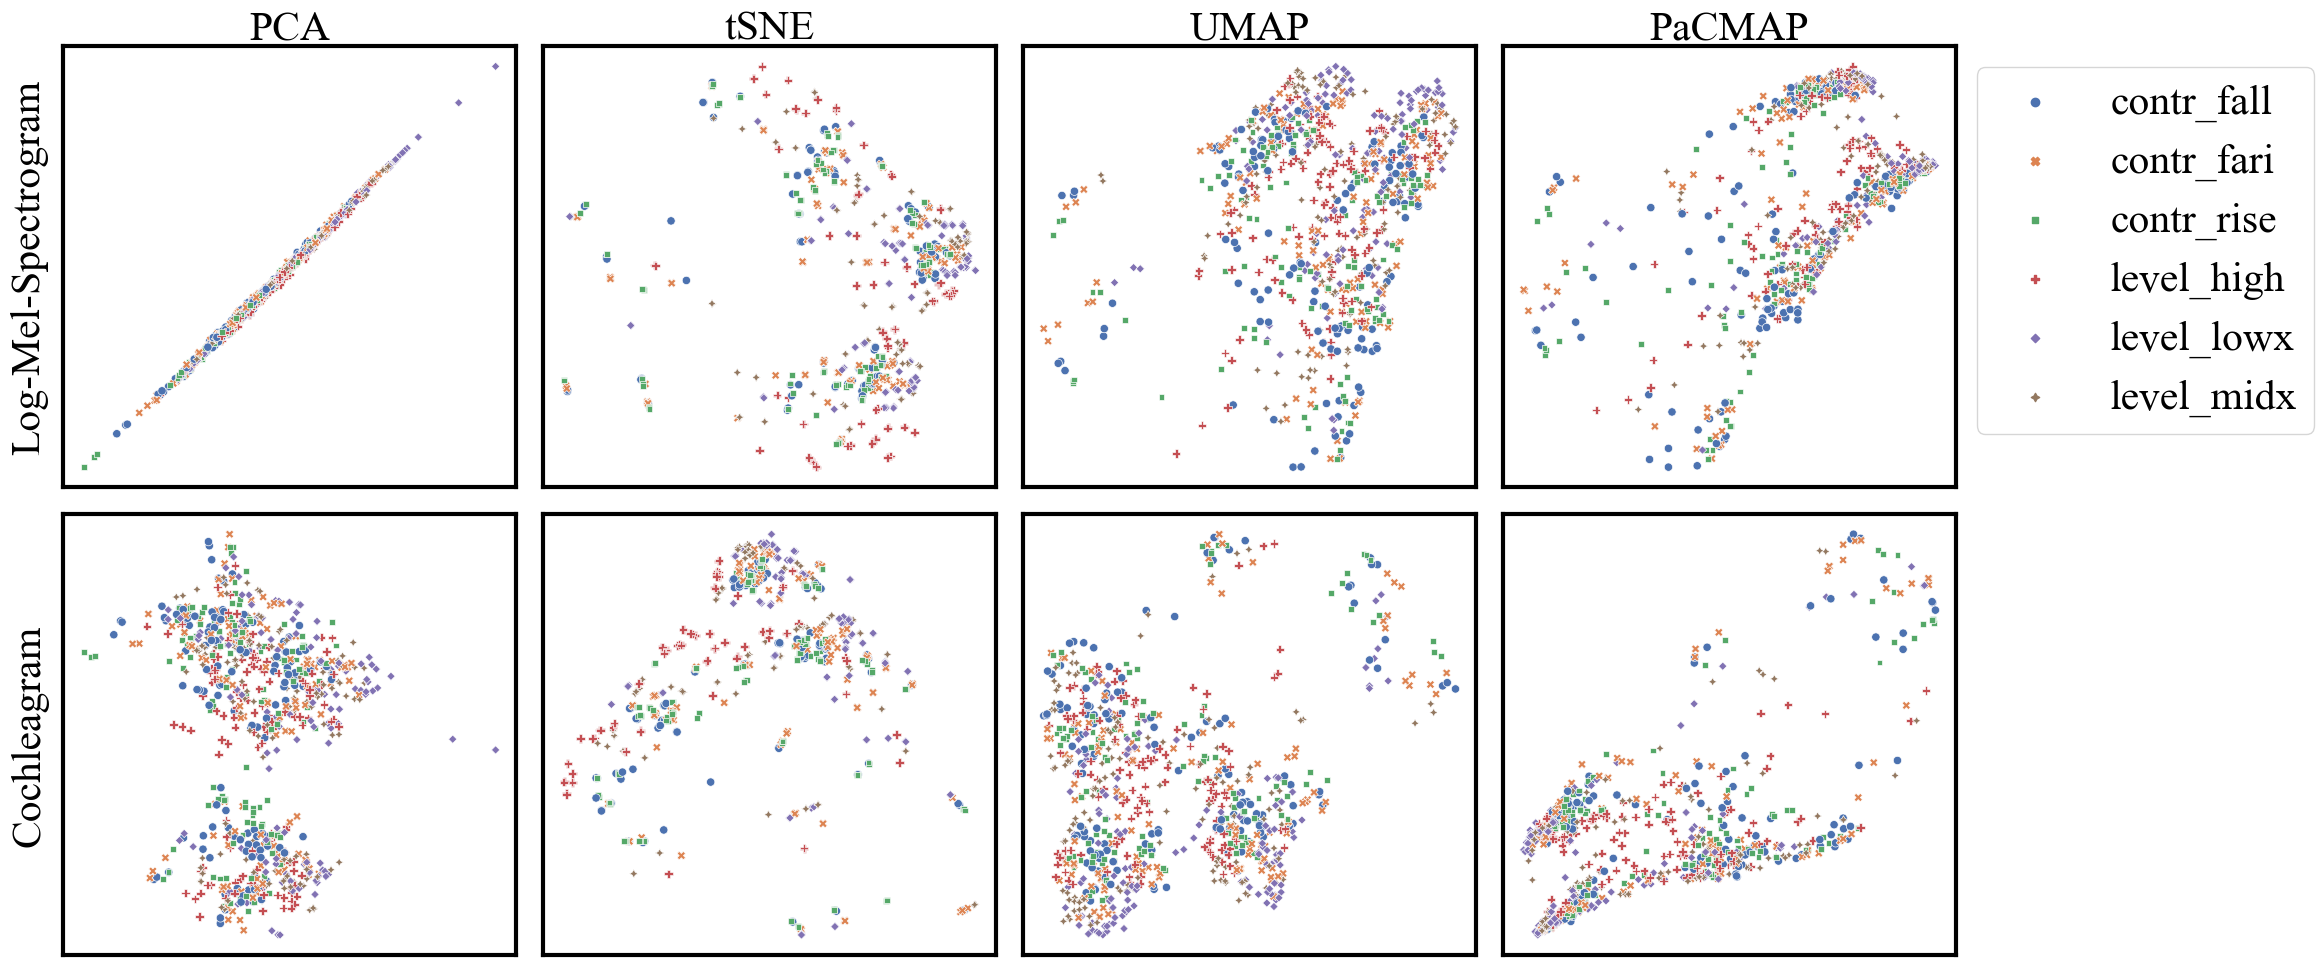 PCA
tSNE
UMAP
PaCMAP
Log-Mel-Spectrogram
Cochleagram
contr_fall
contr_fari
contr_rise
level_high
level_lowx
level_midx